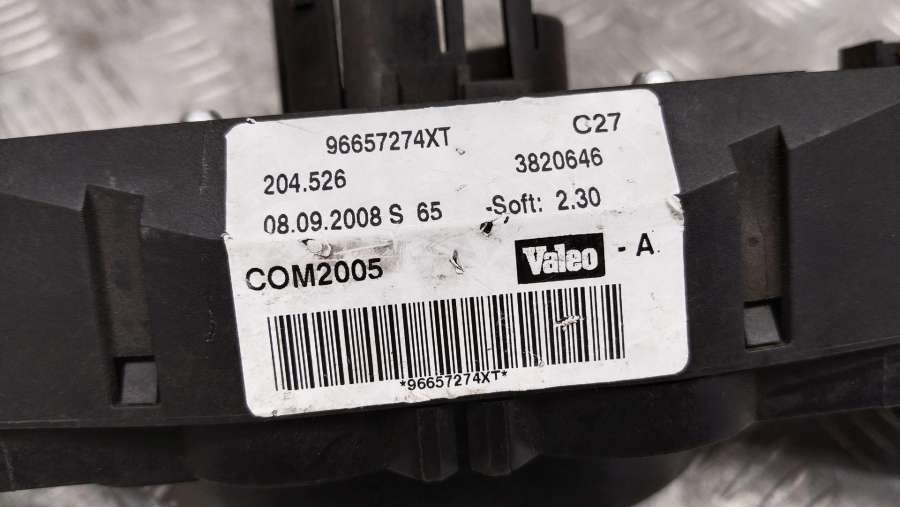 96657274XT C27
204.526 3820646
08.09.2008 S 65 -Soft: 2.30
COM2005 Valeo - A
*96657274XT*